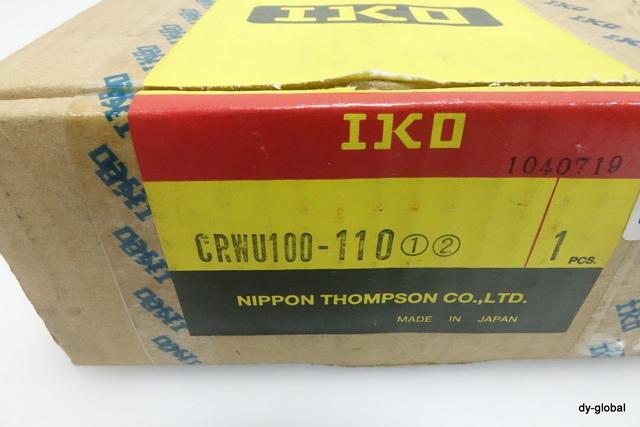 IKO
IKO
1040719
CRWU100-110①② 1 PCS.
NIPPON THOMPSON CO.,LTD.
MADE IN JAPAN
dy-global